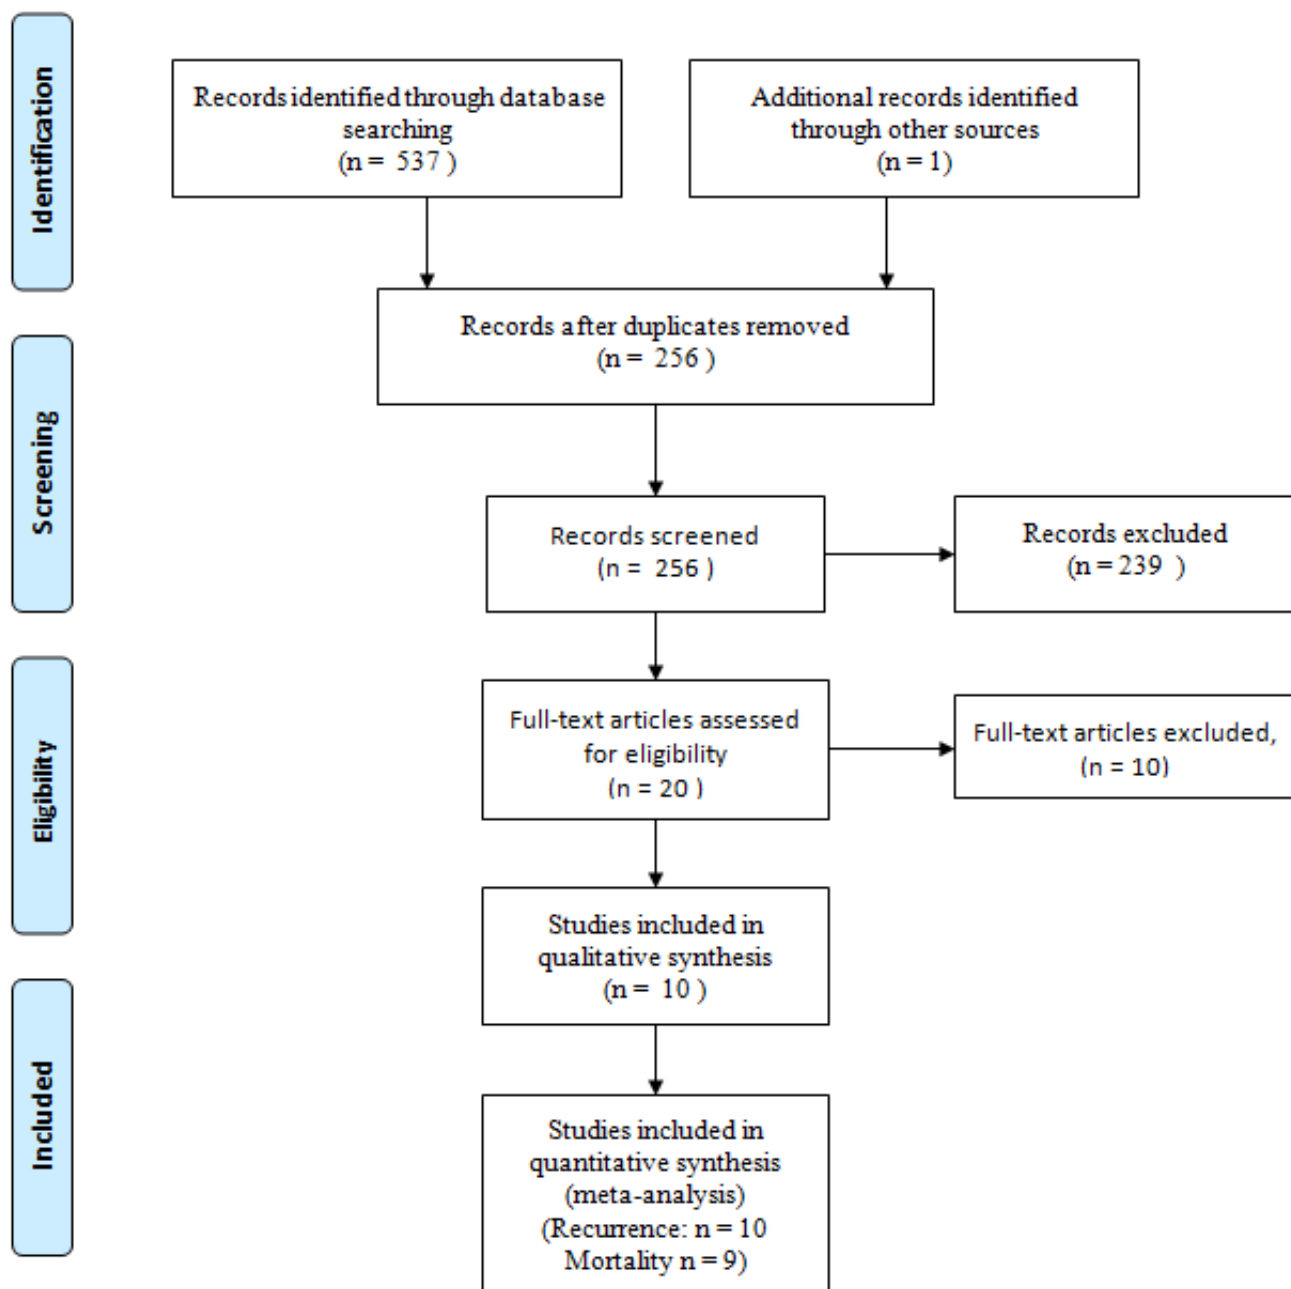 Identification
Records identified through database
searching
(n = 537 )
Additional records identified
through other sources
(n = 1)
Records after duplicates removed
(n = 256 )
Screening
Records screened
(n = 256 )
Records excluded
(n = 239 )
Eligibility
Full-text articles assessed
for eligibility
(n = 20 )
Full-text articles excluded,
(n = 10)
Studies included in
qualitative synthesis
(n = 10 )
Included
Studies included in
quantitative synthesis
(meta-analysis)
(Recurrence: n = 10
Mortality n = 9)